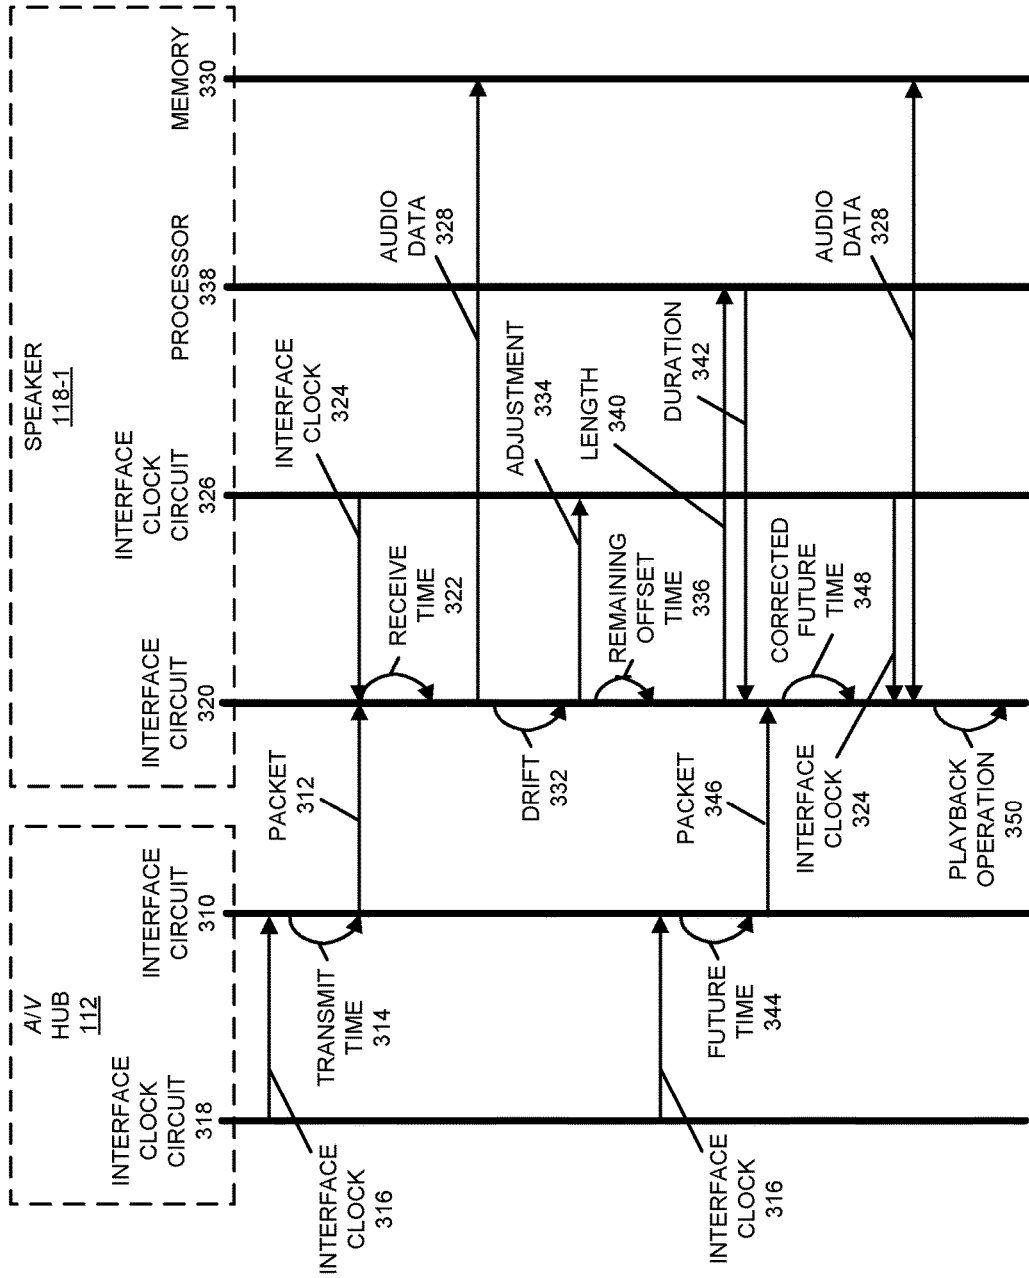 A/V
HUB
112
INTERFACE
CLOCK
CIRCUIT
318
INTERFACE
CIRCUIT
310
SPEAKER
118-1
INTERFACE
CIRCUIT
320
INTERFACE
CLOCK
CIRCUIT
326
PROCESSOR
338
MEMORY
330
INTERFACE
CLOCK
316
TRANSMIT
TIME
314
PACKET
312
INTERFACE
CLOCK
324
RECEIVE
TIME
322
AUDIO
DATA
328
DRIFT
332
ADJUSTMENT
334
REMAINING
OFFSET
TIME
336
LENGTH
340
DURATION
342
INTERFACE
CLOCK
316
FUTURE
TIME
344
PACKET
346
CORRECTED
FUTURE
TIME
348
INTERFACE
CLOCK
324
AUDIO
DATA
328
PLAYBACK
OPERATION
350